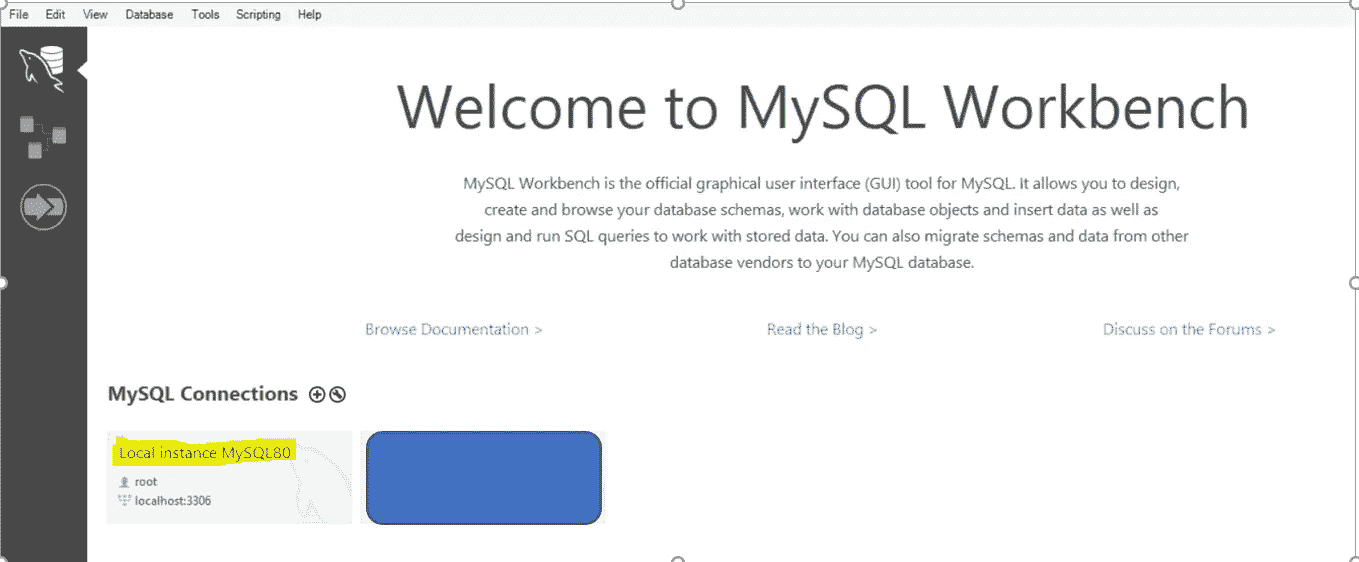 File Edit View Database Tools Scripting Help
Welcome to MySQL Workbench
MySQL Workbench is the official graphical user interface (GUI) tool for MySQL. It allows you to design,
create and browse your database schemas, work with database objects and insert data as well as
design and run SQL queries to work with stored data. You can also migrate schemas and data from other
database vendors to your MySQL database.
Browse Documentation > Read the Blog > Discuss on the Forums >
MySQL Connections
Local instance MySQL80
root
localhost:3306